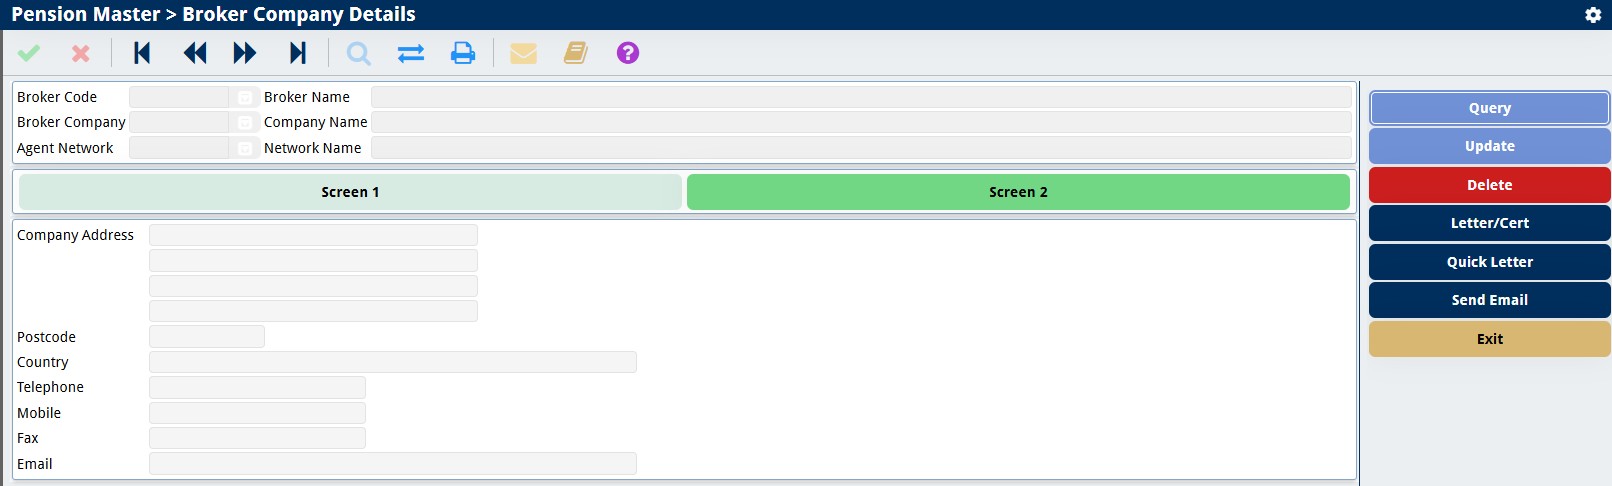 Pension Master > Broker Company Details
?
Broker Code
Broker Name
Broker Company
Company Name
Agent Network
Network Name
Screen 1
Screen 2
Company Address
Postcode
Country
Telephone
Mobile
Fax
Email
Query
Update
Delete
Letter/Cert
Quick Letter
Send Email
Exit